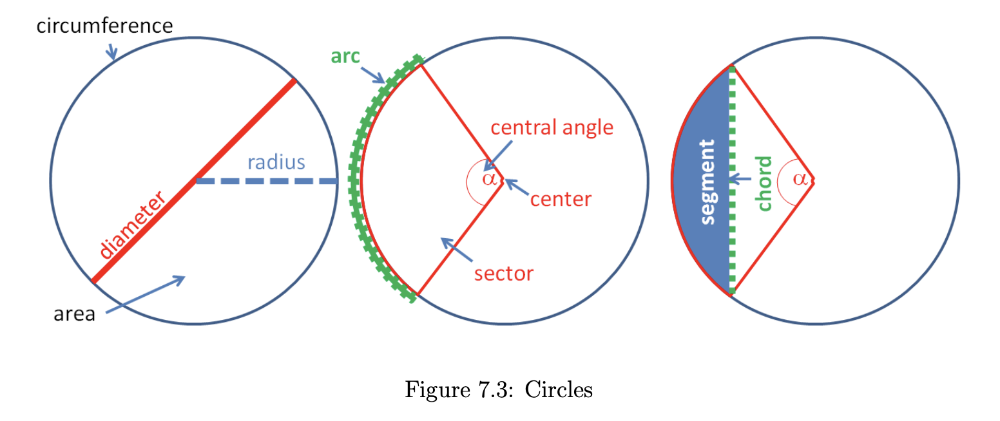 circumference
radius
diameter
area
arc
central angle
α
center
sector
segment
chord
α
Figure 7.3: Circles